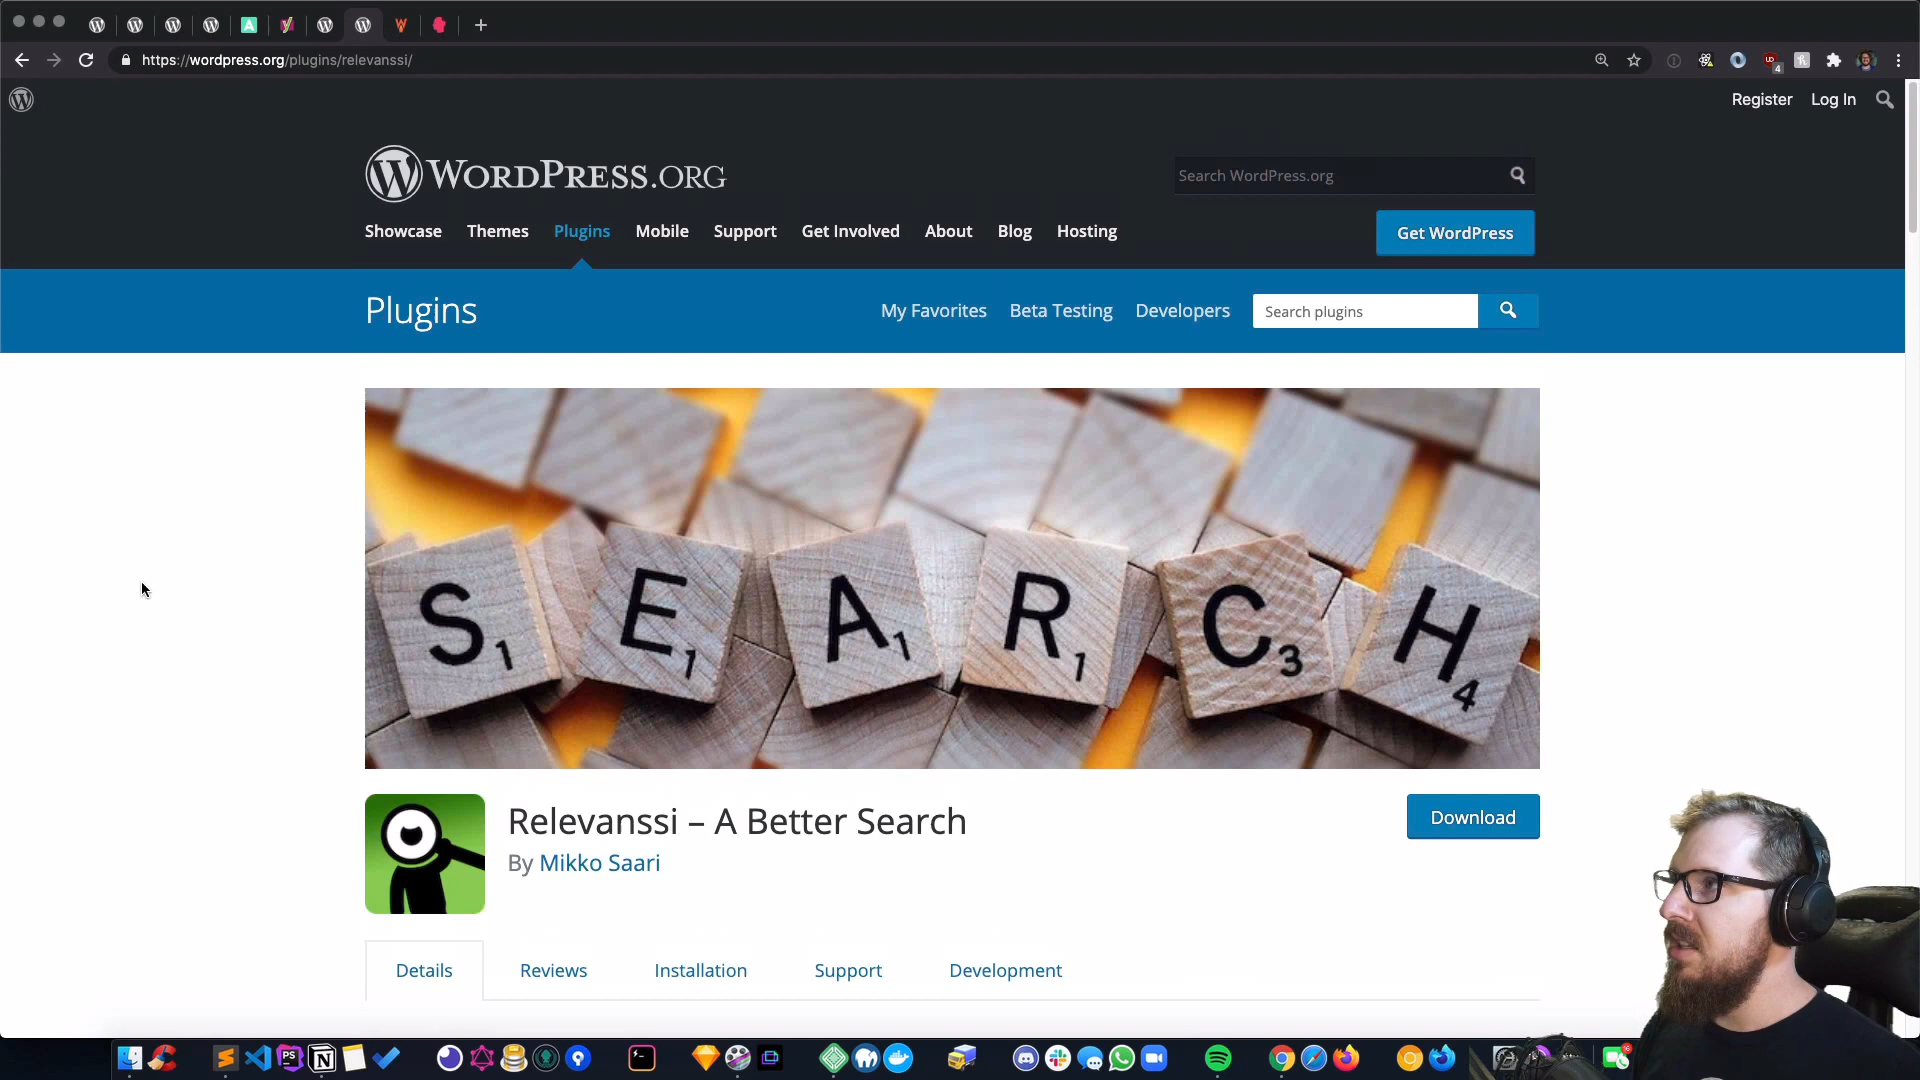 https://wordpress.org/plugins/relevanssi/
Register Log In
WORDPRESS.ORG
Search WordPress.org
Showcase Themes Plugins Mobile Support Get Involved About Blog Hosting
Get WordPress
Plugins
My Favorites Beta Testing Developers
Search plugins
S1 E1 A1 R1 C3 H4
Relevanssi – A Better Search
Download
By Mikko Saari
Details Reviews Installation Support Development